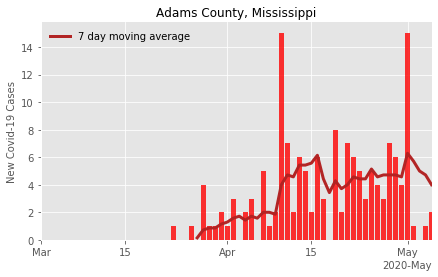 Adams County, Mississippi
7 day moving average
New Covid-19 Cases
14
12
10
8
6
4
2
0
Mar 15 Apr 15 May
2020-May